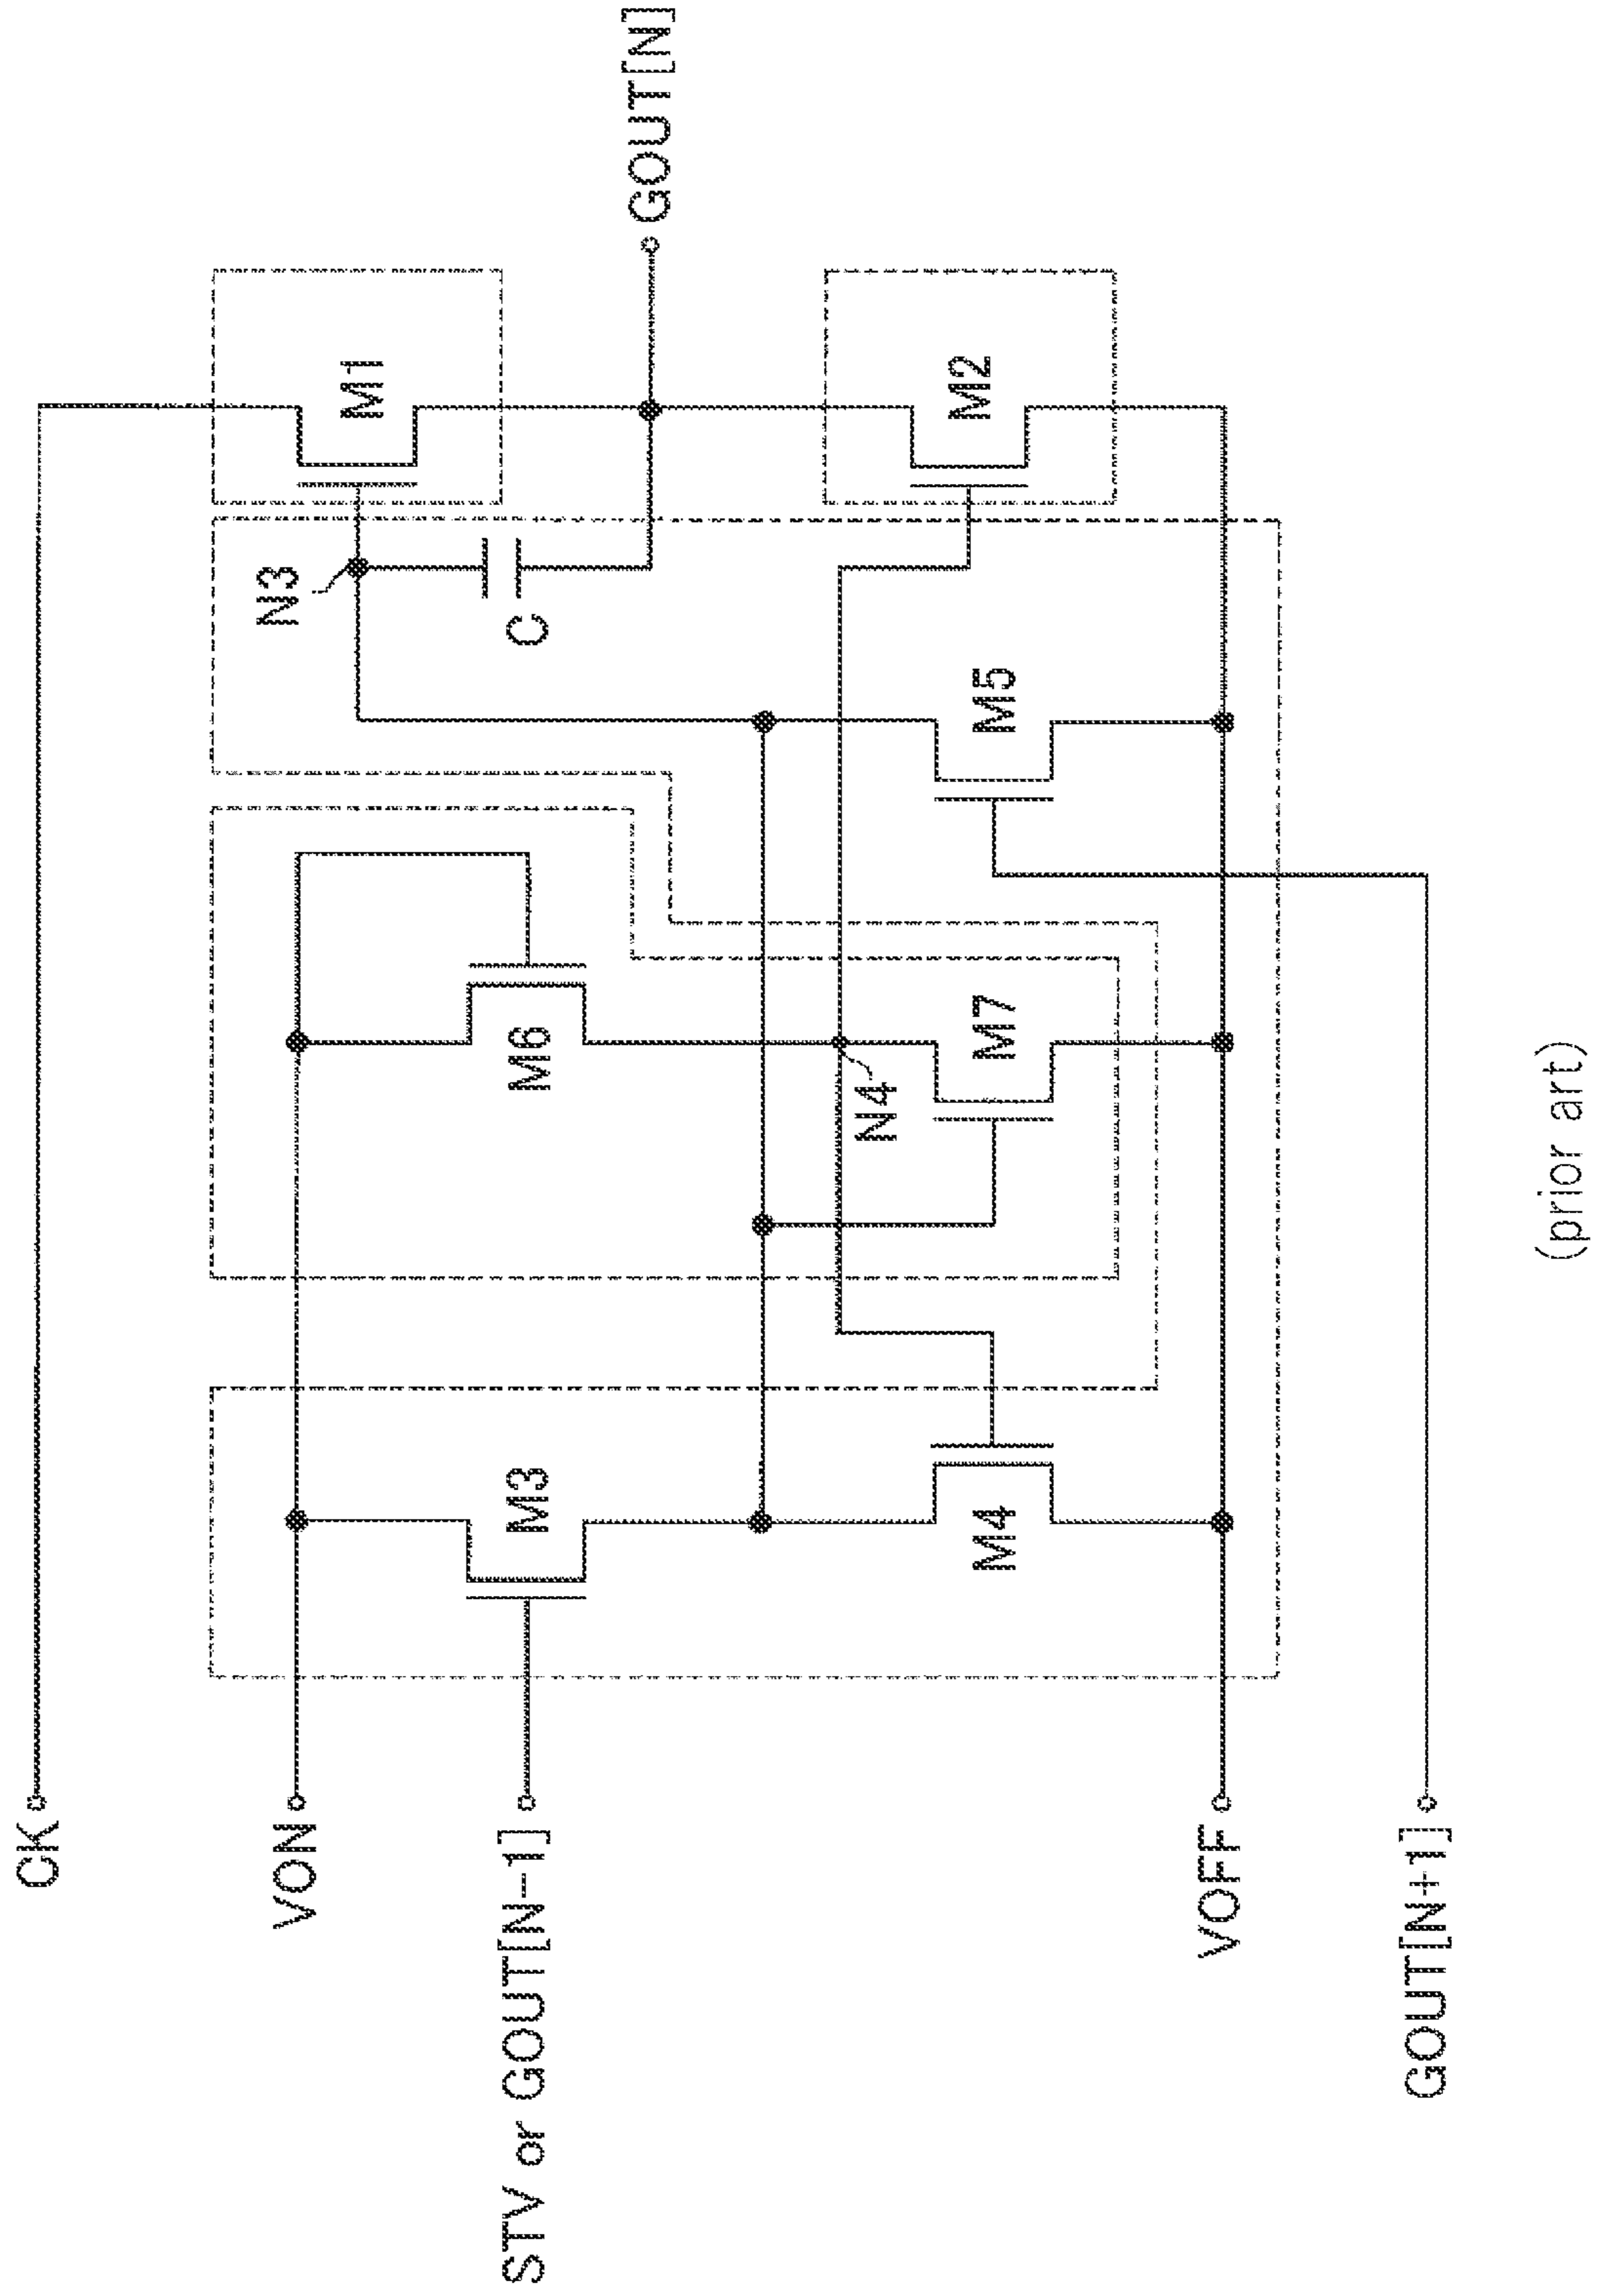 CK
VON
STV or GOUT[N-1]
VOFF
GOUT[N+1]
M3
M4
M6
M7
N4
M5
N3
C
M1
M2
GOUT[N]
(prior art)